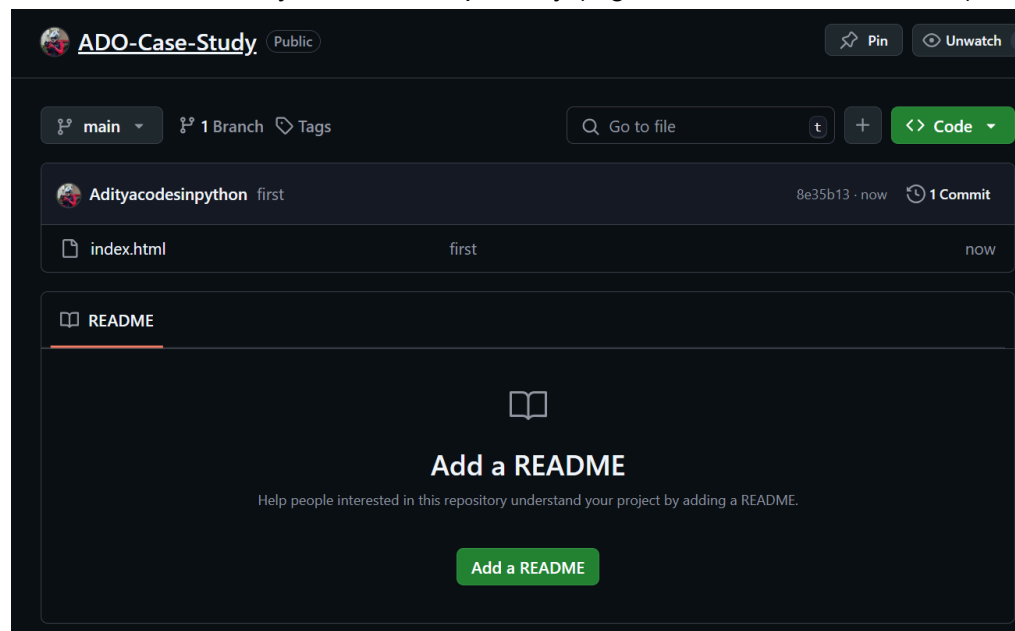 ADO-Case-Study Public
Pin
Unwatch
main
1 Branch
Tags
Go to file
t
Code
Adityacodesinpython first
8e35b13 · now
1 Commit
index.html
first
now
README
Add a README
Help people interested in this repository understand your project by adding a README.
Add a README